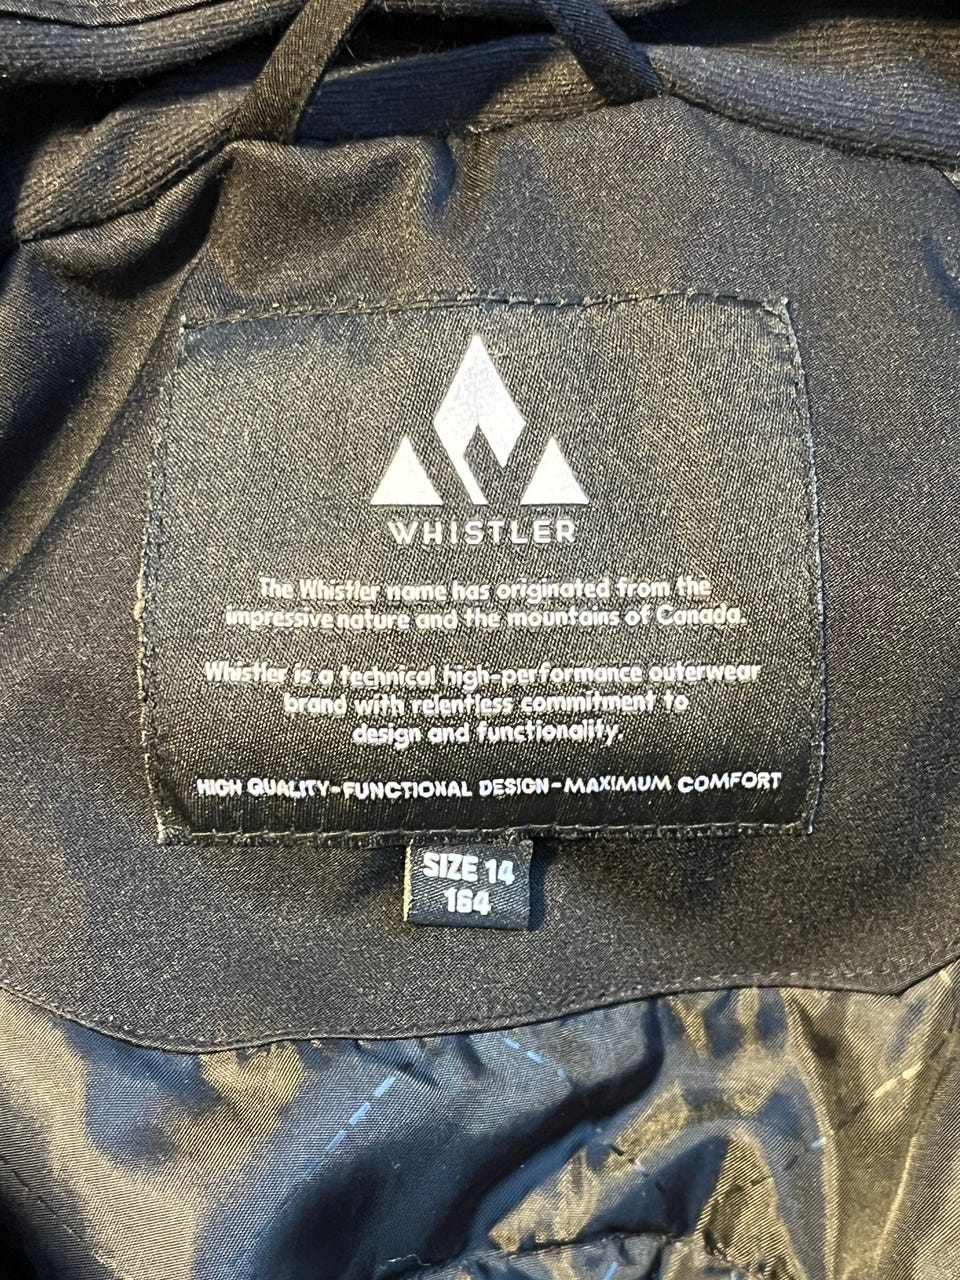 WHISTLER
The Whistler name has originated from the
impressive nature and the mountains of Canada.
Whistler is a technical high-performance outerwear
brand with relentless commitment to
design and functionality.
HIGH QUALITY-FUNCTIONAL DESIGN-MAXIMUM COMFORT
SIZE 14
164